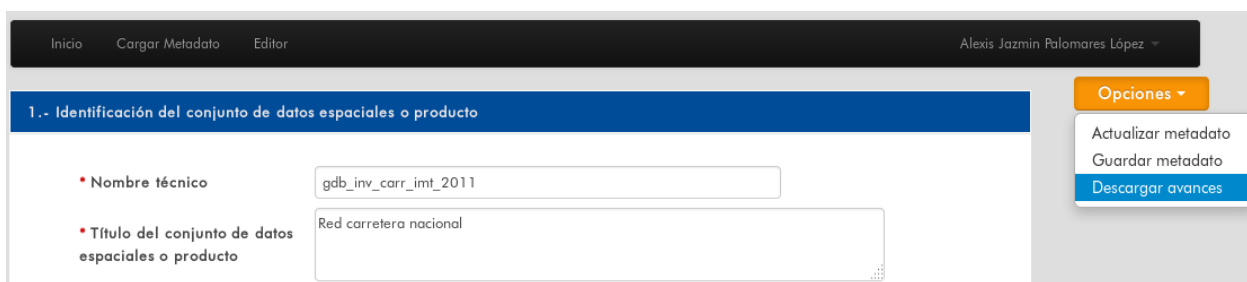 Inicio Cargar Metadato Editor Alexis Jazmin Palomares López
Opciones
1.- Identificación del conjunto de datos espaciales o producto
Actualizar metadato
Guardar metadato
Descargar avances
* Nombre técnico gdb_inv_carr_imt_2011
* Título del conjunto de datos
espaciales o producto
Red carretera nacional